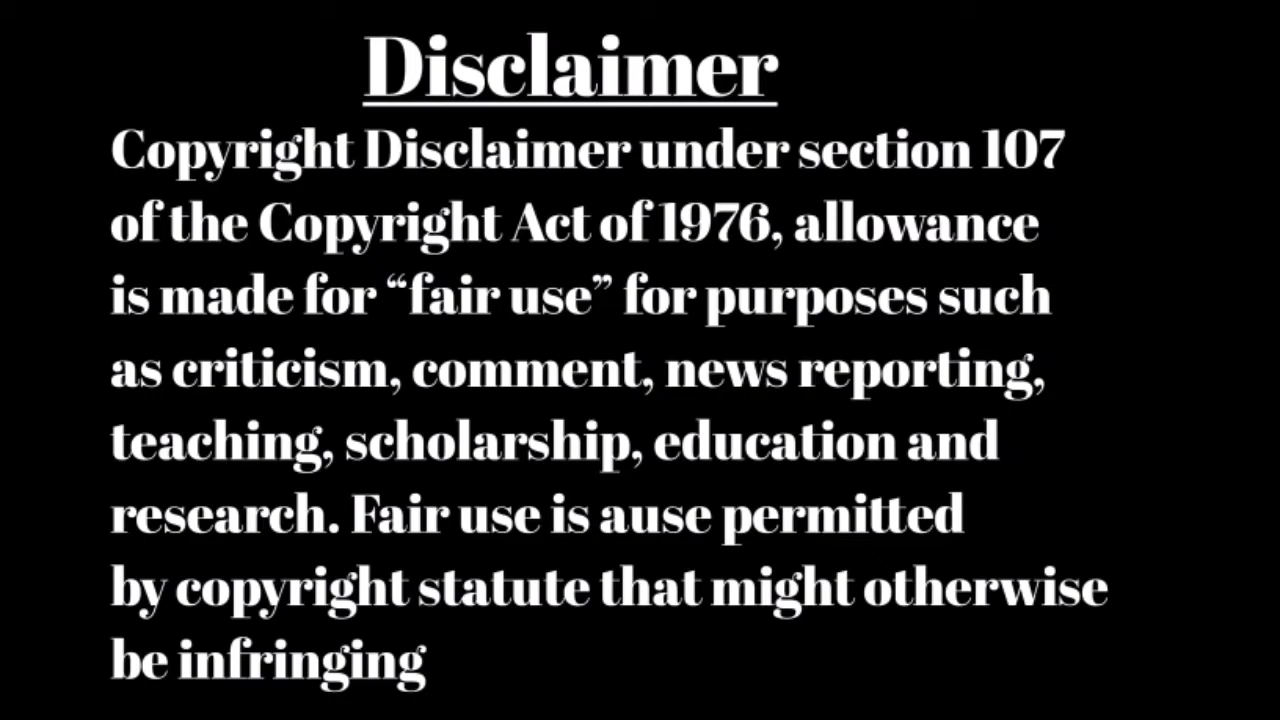 Disclaimer
Copyright Disclaimer under section 107
of the Copyright Act of 1976, allowance
is made for “fair use” for purposes such
as criticism, comment, news reporting,
teaching, scholarship, education and
research. Fair use is ause permitted
by copyright statute that might otherwise
be infringing